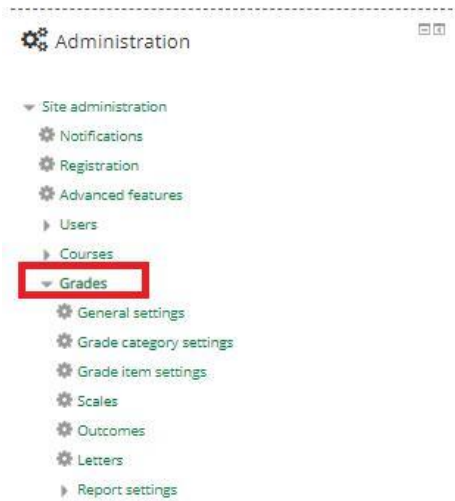 Administration
Site administration
Notifications
Registration
Advanced features
Users
Courses
Grades
General settings
Grade category settings
Grade item settings
Scales
Outcomes
Letters
Report settings